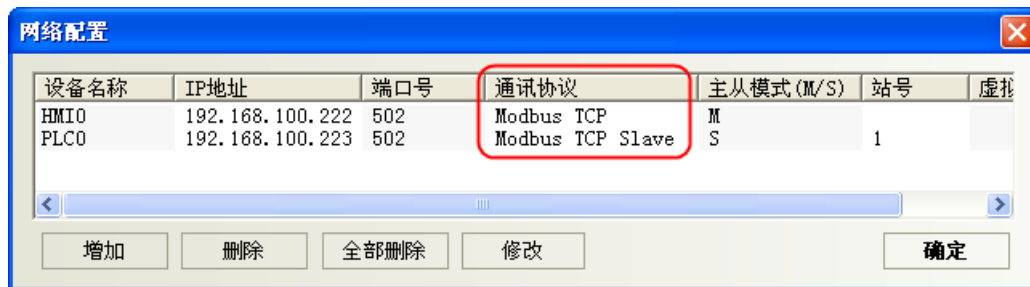 网络配置
设备名称 IP地址 端口号 通讯协议 主从模式(M/S) 站号 虚拟
HMI0 192.168.100.222 502 Modbus TCP M
PLC0 192.168.100.223 502 Modbus TCP Slave S 1
增加 删除 全部删除 修改 确定